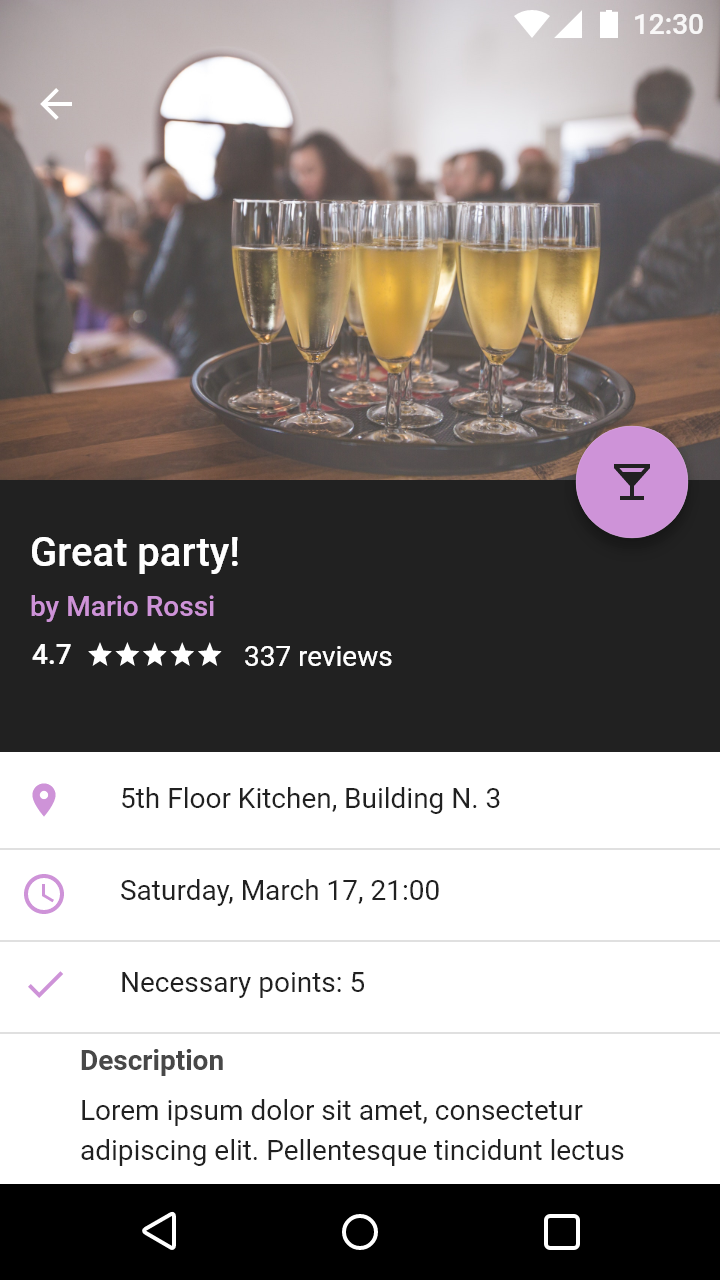 12:30
Great party!
by Mario Rossi
4.7 337 reviews
5th Floor Kitchen, Building N. 3
Saturday, March 17, 21:00
Necessary points: 5
Description
Lorem ipsum dolor sit amet, consectetur
adipiscing elit. Pellentesque tincidunt lectus